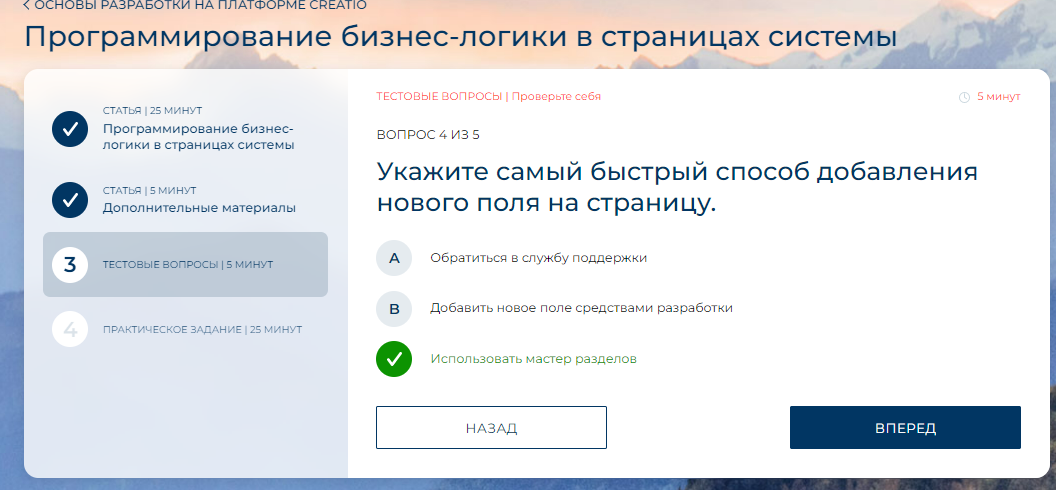 ОСНОВЫ РАЗРАБОТКИ НА ПЛАТФОРМЕ CREATIO
Программирование бизнес-логики в страницах системы
СТАТЬЯ | 25 МИНУТ
Программирование бизнес-
логики в страницах системы
СТАТЬЯ | 5 МИНУТ
Дополнительные материалы
3
ТЕСТОВЫЕ ВОПРОСЫ | 5 МИНУТ
4
ПРАКТИЧЕСКОЕ ЗАДАНИЕ | 25 МИНУТ
ТЕСТОВЫЕ ВОПРОСЫ | Проверьте себя
5 минут
ВОПРОС 4 ИЗ 5
Укажите самый быстрый способ добавления
нового поля на страницу.
A Обратиться в службу поддержки
B Добавить новое поле средствами разработки
Использовать мастер разделов
НАЗАД
ВПЕРЕД